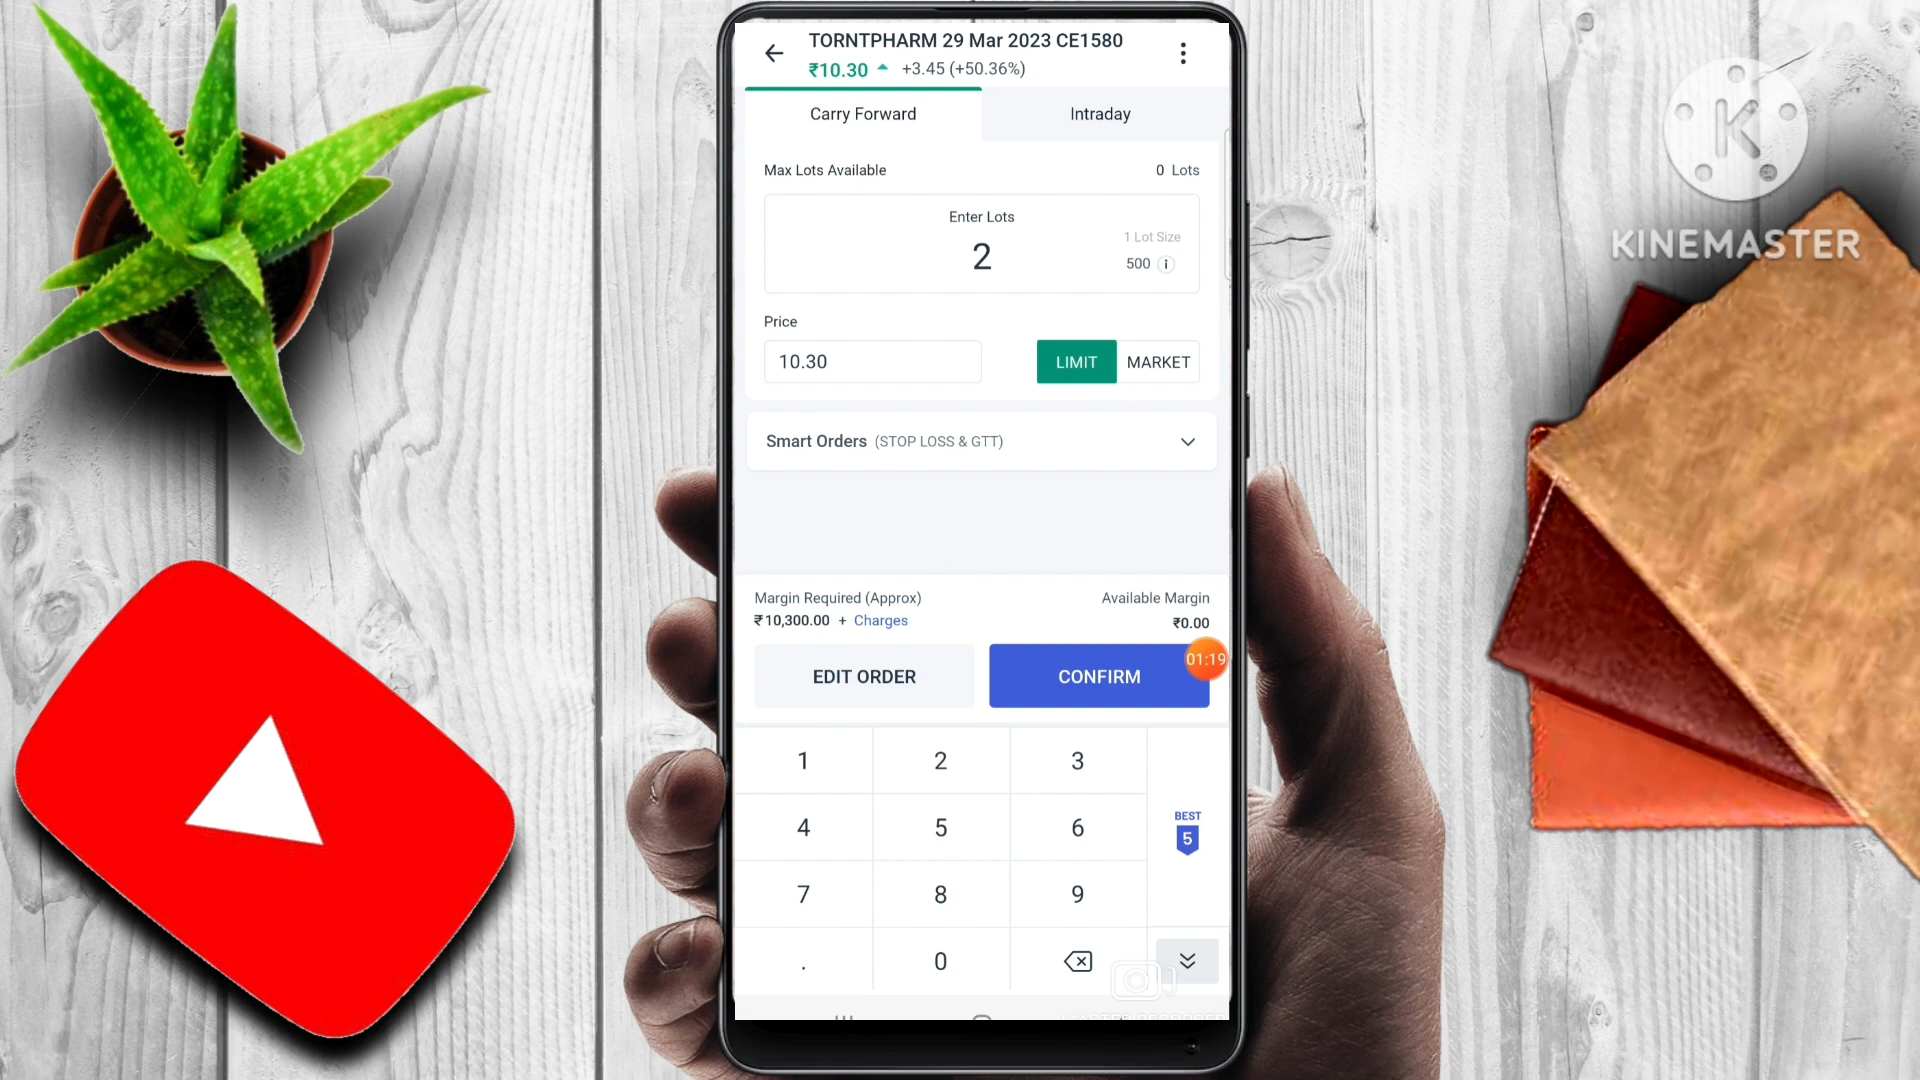 TORNTPHARM 29 Mar 2023 CE1580
₹10.30 +3.45 (+50.36%)
Carry Forward Intraday
Max Lots Available 0 Lots
Enter Lots
1 Lot Size
2
500
Price
10.30 LIMIT MARKET
Smart Orders (STOP LOSS & GTT)
Margin Required (Approx) Available Margin
₹10,300.00 + Charges ₹0.00
01:19
EDIT ORDER CONFIRM
1 2 3
BEST
4 5 6 5
7 8 9
. 0
K
KINEMASTER